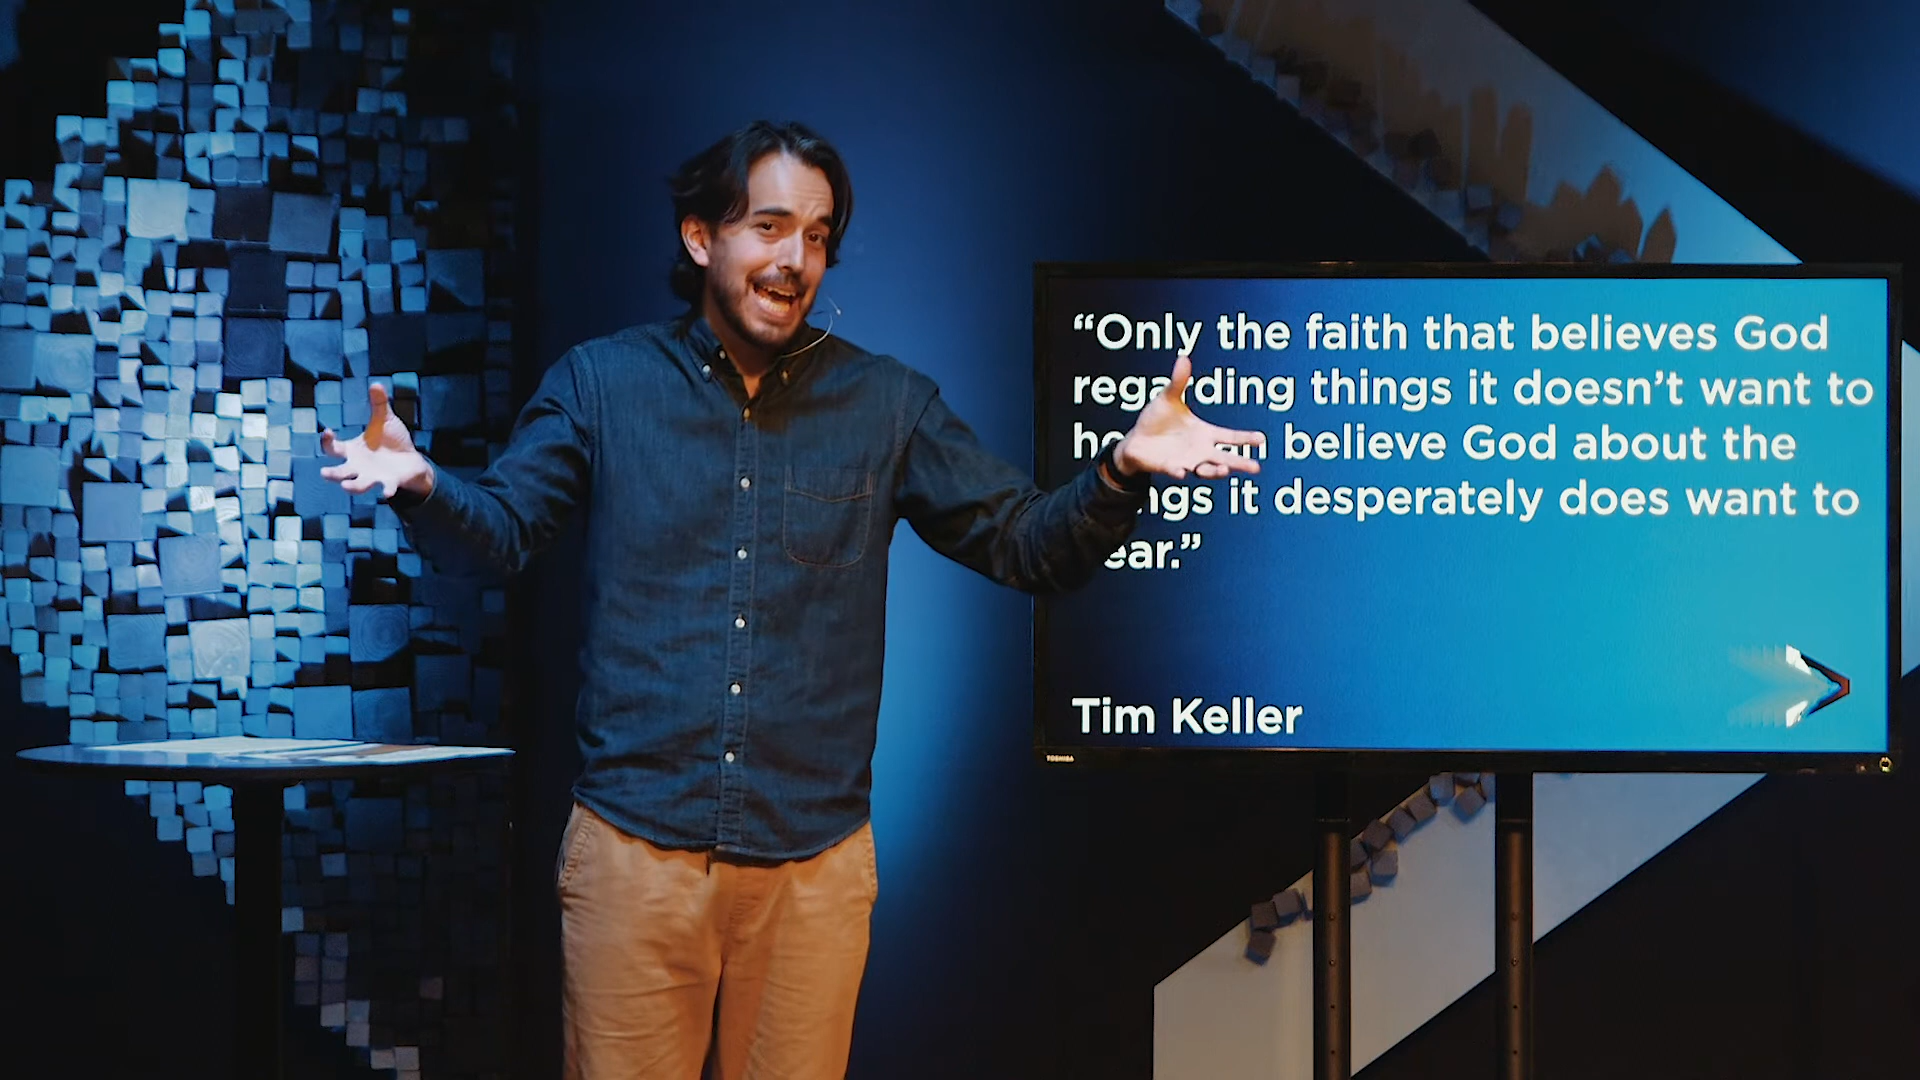 “Only the faith that believes God
regarding things it doesn’t want to
believe God about the
it desperately does want to
Tim Keller
TOSHIBA